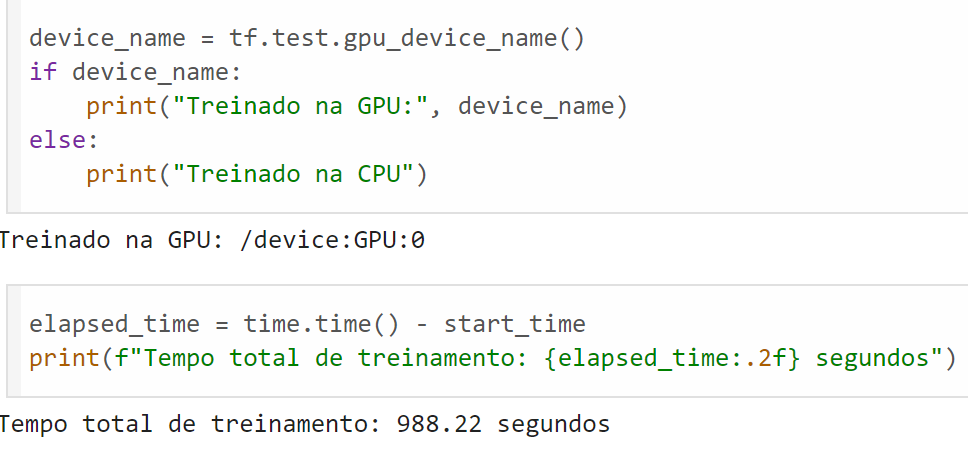 device_name = tf.test.gpu_device_name()
if device_name:
    print("Treinado na GPU:", device_name)
else:
    print("Treinado na CPU")
Treinado na GPU: /device:GPU:0
elapsed_time = time.time() - start_time
print(f"Tempo total de treinamento: {elapsed_time:.2f} segundos")
Tempo total de treinamento: 988.22 segundos